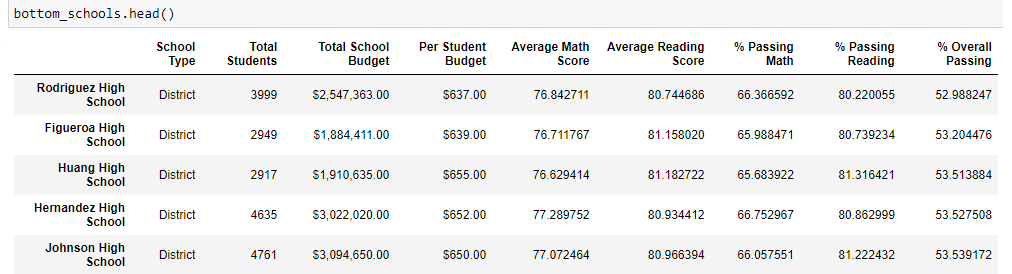 bottom_schools.head()
School Type Total Students Total School Budget Per Student Budget Average Math Score Average Reading Score % Passing Math % Passing Reading % Overall Passing
Rodriguez High School District 3999 $2,547,363.00 $637.00 76.842711 80.744686 66.366592 80.220055 52.988247
Figueroa High School District 2949 $1,884,411.00 $639.00 76.711767 81.158020 65.988471 80.739234 53.204476
Huang High School District 2917 $1,910,635.00 $655.00 76.629414 81.182722 65.683922 81.316421 53.513884
Hernandez High School District 4635 $3,022,020.00 $652.00 77.289752 80.934412 66.752967 80.862999 53.527508
Johnson High School District 4761 $3,094,650.00 $650.00 77.072464 80.966394 66.057551 81.222432 53.539172